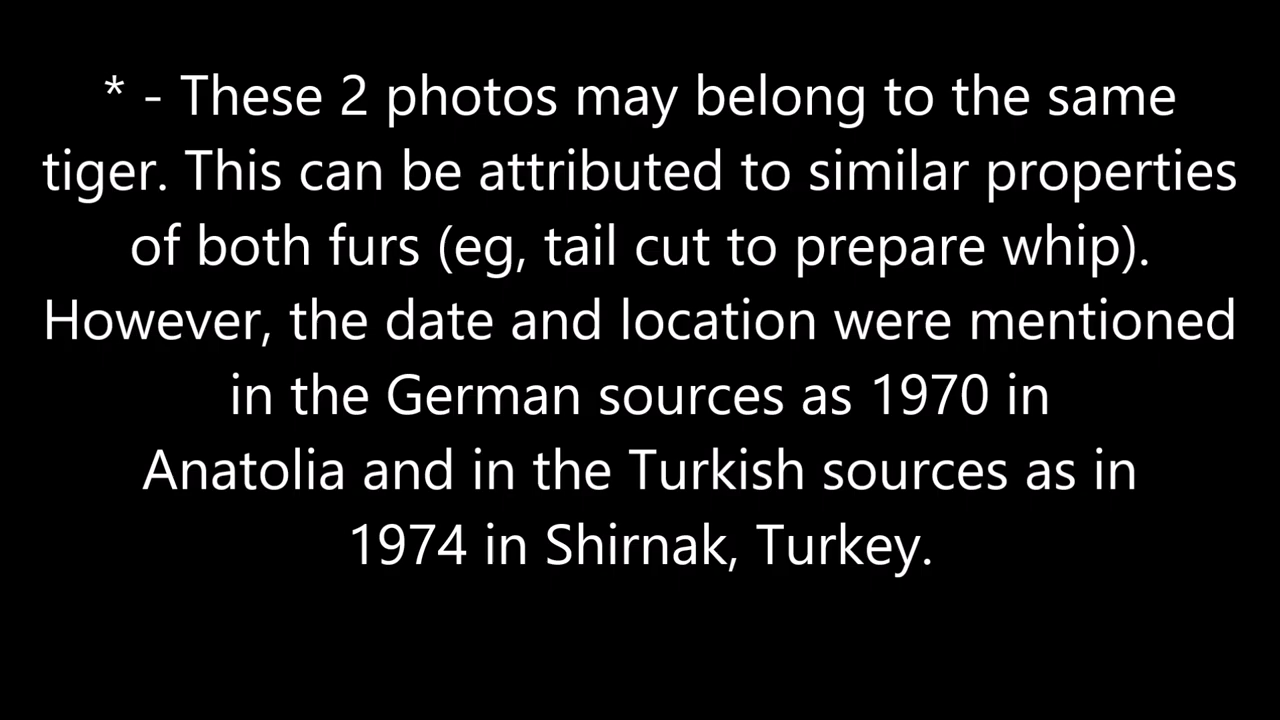 * - These 2 photos may belong to the same
tiger. This can be attributed to similar properties
of both furs (eg, tail cut to prepare whip).
However, the date and location were mentioned
in the German sources as 1970 in
Anatolia and in the Turkish sources as in
1974 in Shirnak, Turkey.